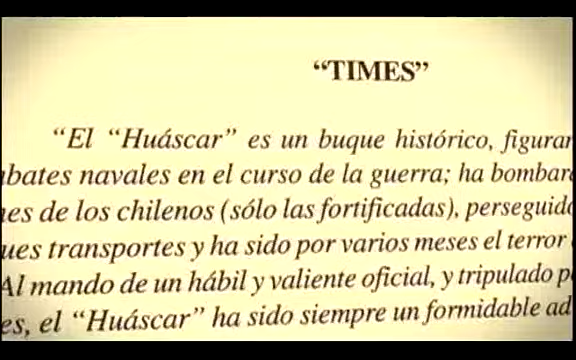 “TIMES”
“El “Huáscar” es un buque histórico, figuran
bates navales en el curso de la guerra; ha bombar
es de los chilenos (sólo las fortificadas), perseguido
ues transportes y ha sido por varios meses el terror
Al mando de un hábil y valiente oficial, y tripulado p
es, el “Huáscar” ha sido siempre un formidable ad